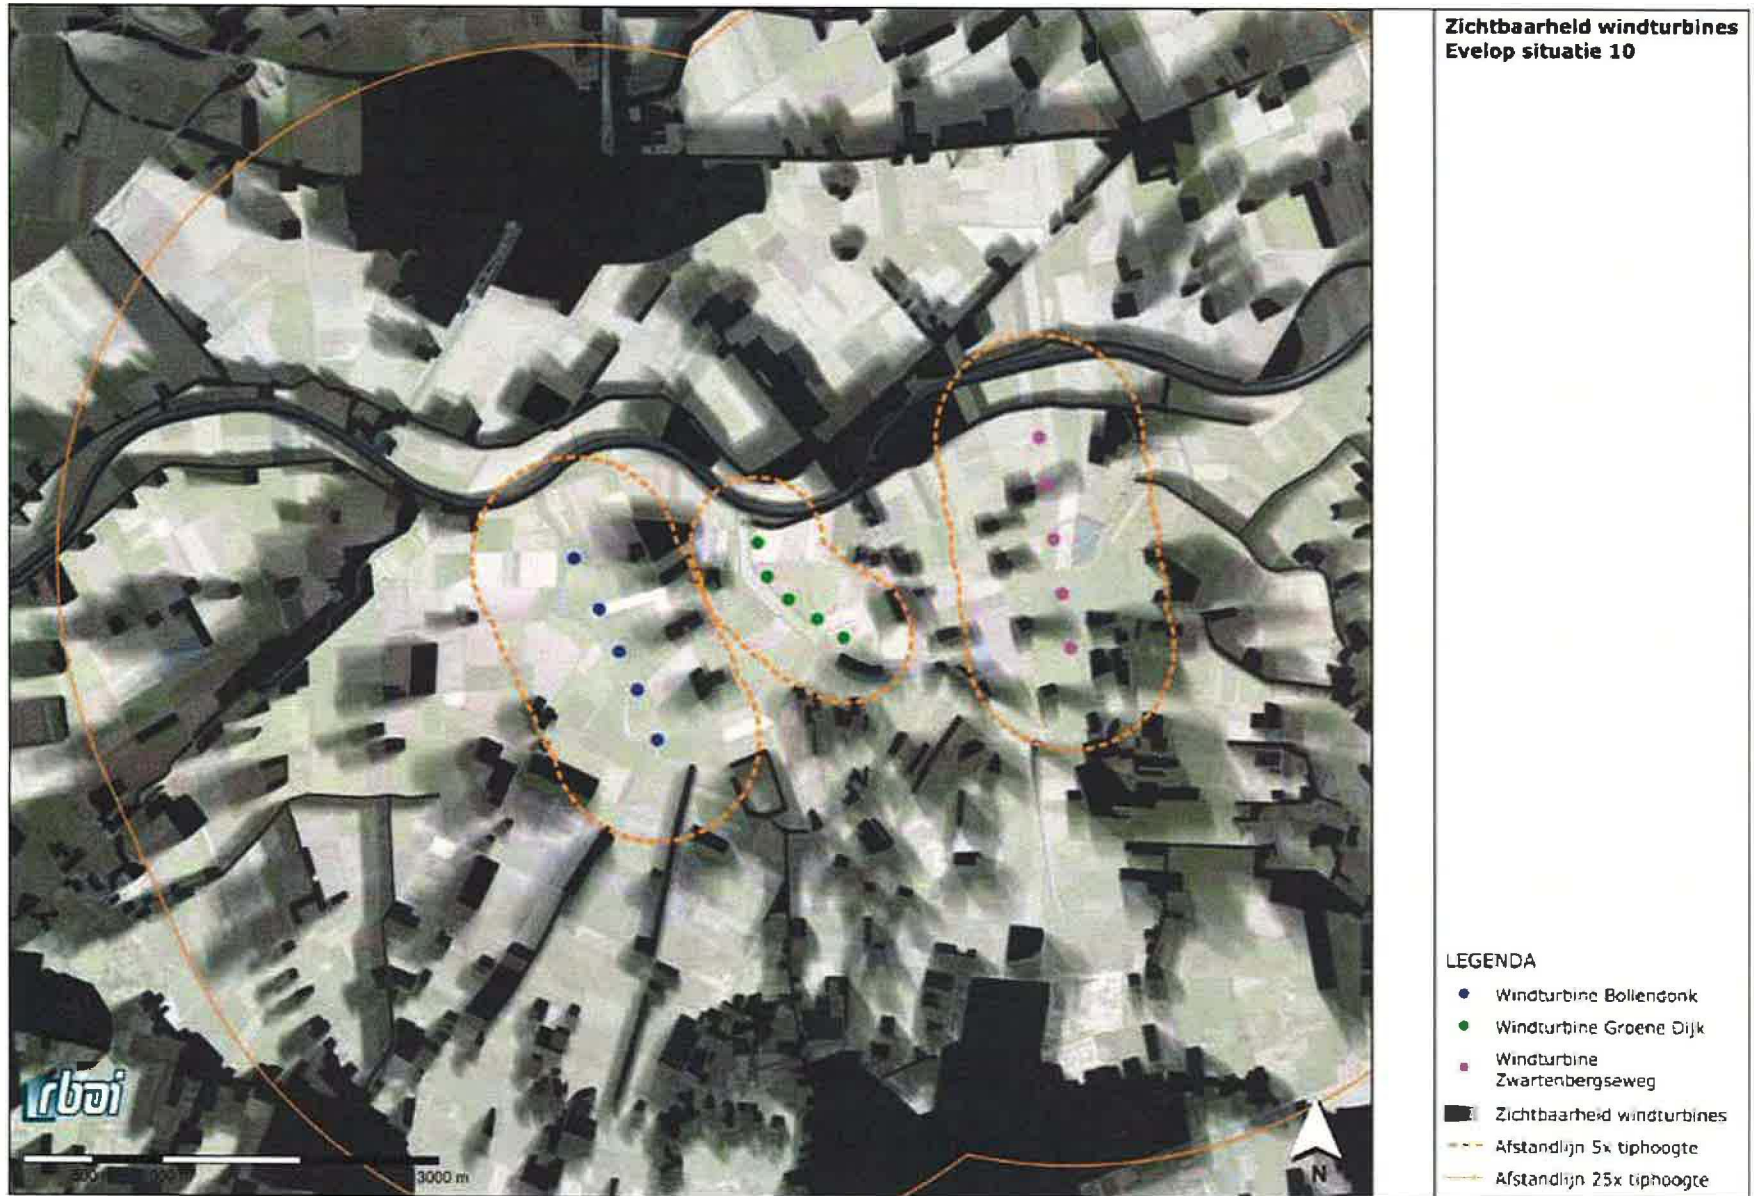 Zichtbaarheid windturbines
Evelop situatie 10
LEGENDA
Windturbine Bollendonk
Windturbine Groene Dijk
Windturbine
Zwartenbergseweg
Zichtbaarheid windturbines
Afstandlijn 5x tiphoogte
Afstandlijn 25x tiphoogte
rboi
3000 m
N